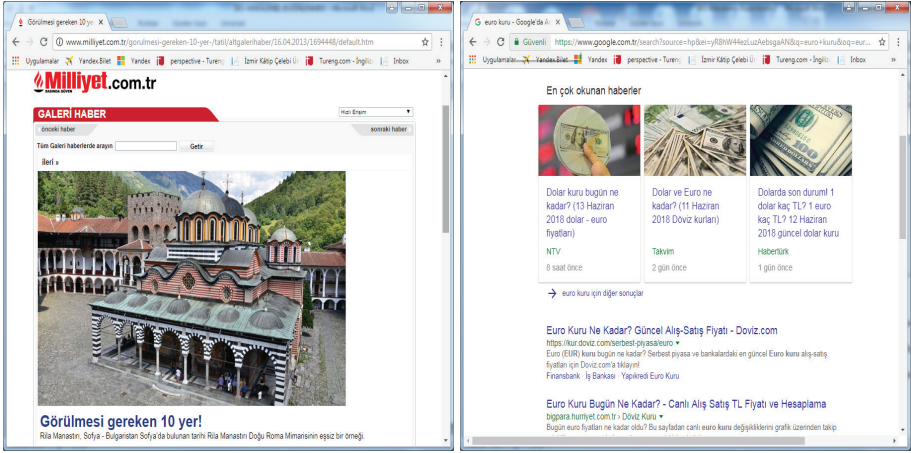 Görülmesi gereken 10 yer
www.milliyet.com.tr/gorulmesi-gereken-10-yer-/tatil/altgalerihaber/16.04.2013/1694448/default.htm
Uygulamalar Yandex.Bilet Yandex perspective - Tureng İzmir Kâtip Çelebi Ü Tureng.com - İngiliz Inbox »
Milliyet.com.tr
BASINDA GÜVEN
GALERİ HABER
Hızlı Erişim
önceki haber
sonraki haber
Tüm Galeri haberlerde arayın
Getir
ileri »
Görülmesi gereken 10 yer!
Rila Manastırı, Sofya - Bulgaristan Sofya'da bulunan tarihi Rila Manastırı Doğu Roma Mimarisinin eşsiz bir örneği.
euro kuru - Google'da A
Güvenli https://www.google.com.tr/search?source=hp&ei=
Uygulamalar Yandex.Bilet Yandex perspective - Tureng İzmir Kâtip Çelebi Ü Tureng.com - İngiliz Inbox »
En çok okunan haberler
Dolar kuru bugün ne
kadar? (13 Haziran
2018 dolar - euro
fiyatları)
NTV
8 saat önce
Dolar ve Euro ne
kadar? (11 Haziran
2018 Döviz kurları)
Takvim
2 gün önce
Dolarda son durum! 1
dolar kaç TL? 1 euro
kaç TL? 12 Haziran
2018 güncel dolar kuru
Habertürk
1 gün önce
→ euro kuru için diğer sonuçlar
Euro Kuru Ne Kadar? Güncel Alış-Satış Fiyatı - Doviz.com
https://kur.doviz.com/serbest-piyasa/euro
Euro (EUR) kuru bugün ne kadar? Serbest piyasa ve bankalardaki en güncel Euro kuru alış-satış
fiyatları için Doviz.com'a tıklayın!
Finansbank · İş Bankası · Yapıkredi Euro Kuru
Euro Kuru Bugün Ne Kadar? - Canlı Alış Satış TL Fiyatı ve Hesaplama
bigpara.hurriyet.com.tr › Döviz Kuru
Bugün euro fiyatları ne kadar oldu? Bu sayfadan canlı euro kuru değişikliklerini grafik üzerinden takip